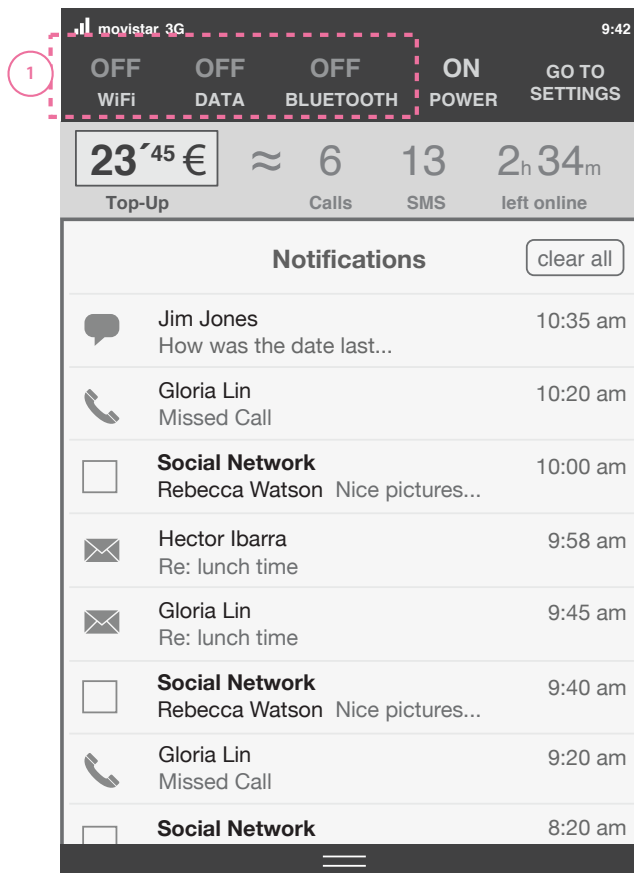 movistar 3G 9:42
1
OFF OFF OFF ON GO TO SETTINGS
WiFi DATA BLUETOOTH POWER
23´45 € ≈ 6 13 2h 34m
Top-Up Calls SMS left online
Notifications clear all
Jim Jones 10:35 am
How was the date last...
Gloria Lin 10:20 am
Missed Call
Social Network 10:00 am
Rebecca Watson Nice pictures...
Hector Ibarra 9:58 am
Re: lunch time
Gloria Lin 9:45 am
Re: lunch time
Social Network 9:40 am
Rebecca Watson Nice pictures...
Gloria Lin 9:20 am
Missed Call
Social Network 8:20 am